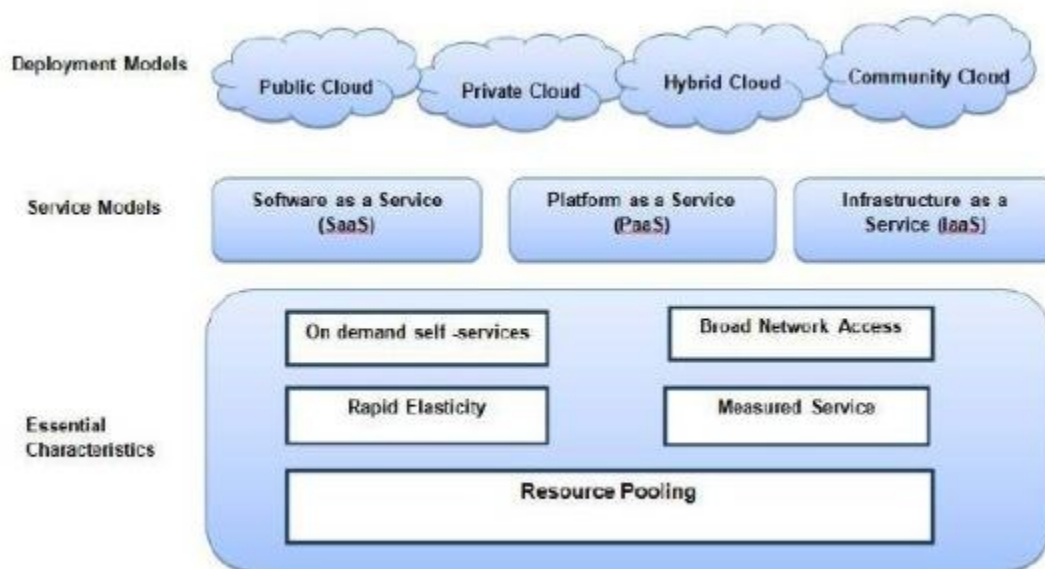 Deployment Models
Public Cloud
Private Cloud
Hybrid Cloud
Community Cloud
Service Models
Software as a Service
(SaaS)
Platform as a Service
(PaaS)
Infrastructure as a
Service (IaaS)
Essential
Characteristics
On demand self -services
Broad Network Access
Rapid Elasticity
Measured Service
Resource Pooling